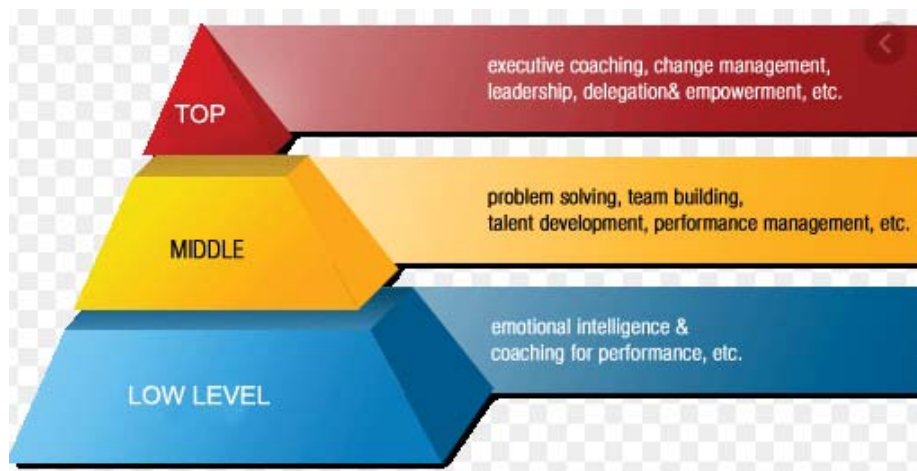 TOP
executive coaching, change management,
leadership, delegation& empowerment, etc.
MIDDLE
problem solving, team building,
talent development, performance management, etc.
LOW LEVEL
emotional intelligence &
coaching for performance, etc.